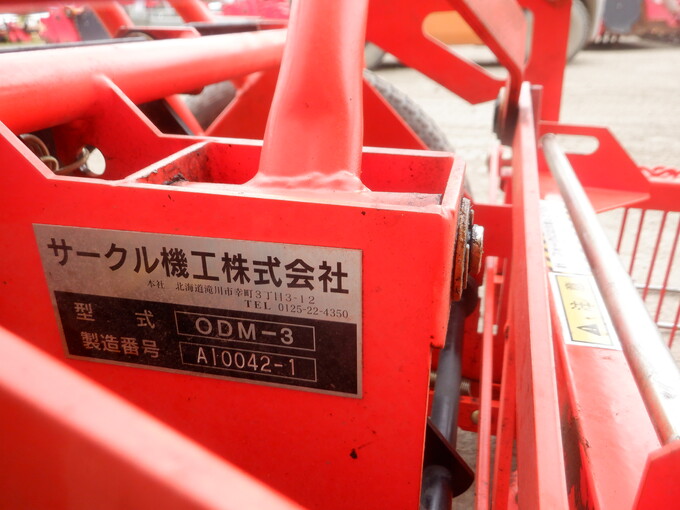 サークル機工株式会社
本社 北海道滝川市幸町3丁目3-12
TEL 0125-22-4350
型式 ODM-3
製造番号 A10042-1